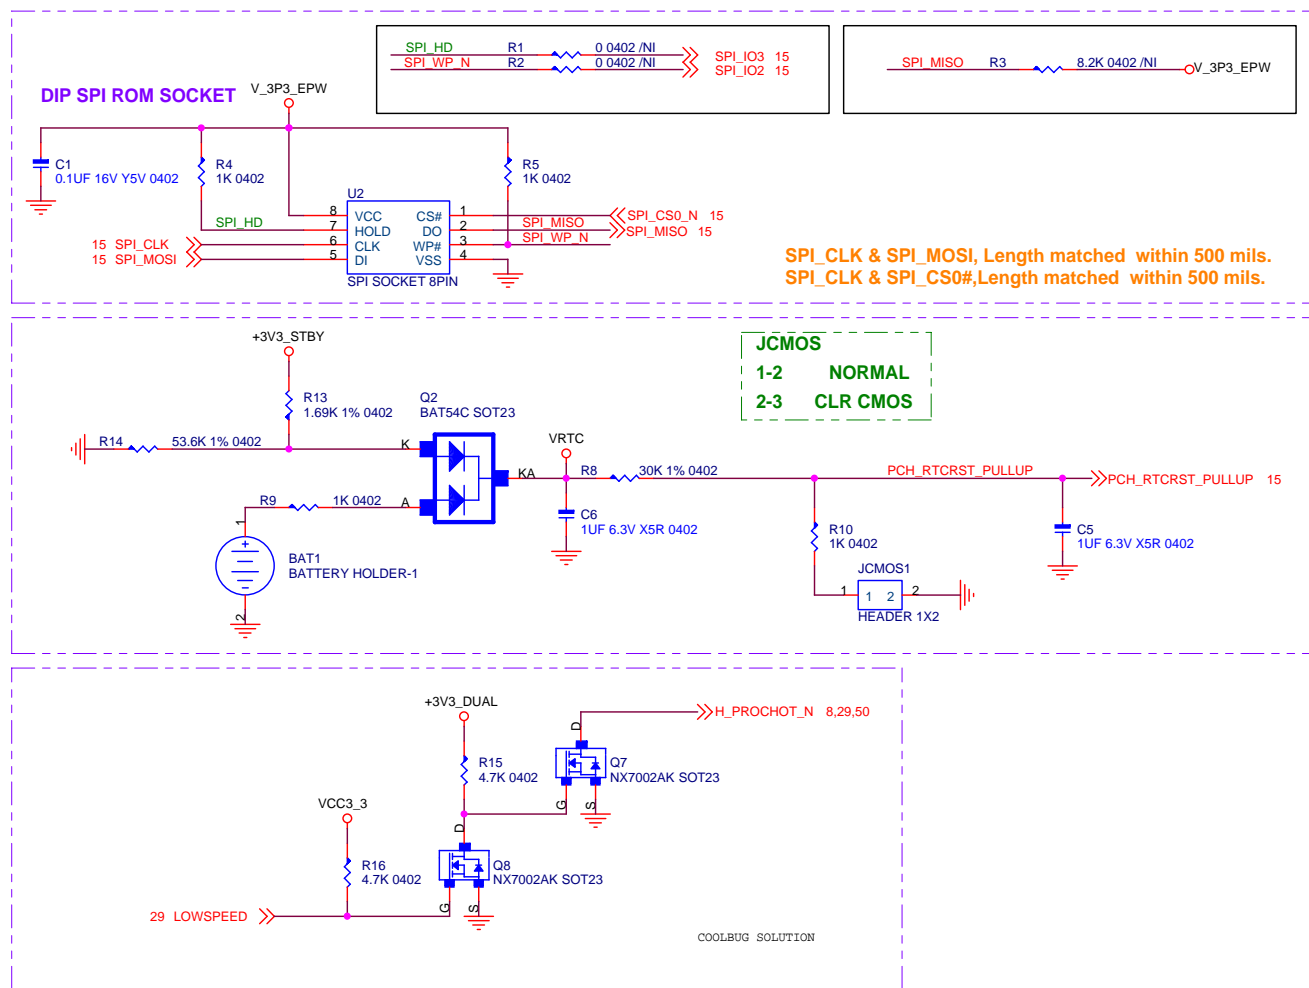 SPI_HD R1 0 0402 /NI SPI_IO3 15
SPI_WP_N R2 0 0402 /NI SPI_IO2 15
SPI_MISO R3 8.2K 0402 /NI V_3P3_EPW
DIP SPI ROM SOCKET
V_3P3_EPW
C1
0.1UF 16V Y5V 0402
R4
1K 0402
R5
1K 0402
U2
8 VCC CS# 1 SPI_CS0_N 15
SPI_HD 7 HOLD DO 2 SPI_MISO SPI_MISO 15
15 SPI_CLK 6 CLK WP# 3 SPI_WP_N
15 SPI_MOSI 5 DI VSS 4
SPI SOCKET 8PIN
SPI_CLK & SPI_MOSI, Length matched within 500 mils.
SPI_CLK & SPI_CS0#,Length matched within 500 mils.
+3V3_STBY
JCMOS
1-2 NORMAL
2-3 CLR CMOS
R13
1.69K 1% 0402
Q2
BAT54C SOT23
R14 53.6K 1% 0402 K
VRTC
KA R8 30K 1% 0402 PCH_RTCRST_PULLUP PCH_RTCRST_PULLUP 15
R9 1K 0402 A
C6
1UF 6.3V X5R 0402
R10
1K 0402
C5
1UF 6.3V X5R 0402
1
+
BAT1
BATTERY HOLDER-1
2
JCMOS1
1 1 2 2
HEADER 1X2
+3V3_DUAL
H_PROCHOT_N 8,29,50
D
R15
4.7K 0402
Q7
NX7002AK SOT23
G S
VCC3_3
D
R16
4.7K 0402
Q8
NX7002AK SOT23
G S
29 LOWSPEED
COOLBUG SOLUTION